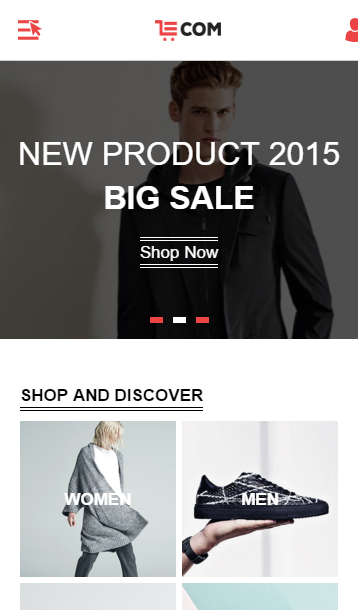 COM
NEW PRODUCT 2015
BIG SALE
Shop Now
SHOP AND DISCOVER
WOMEN
MEN